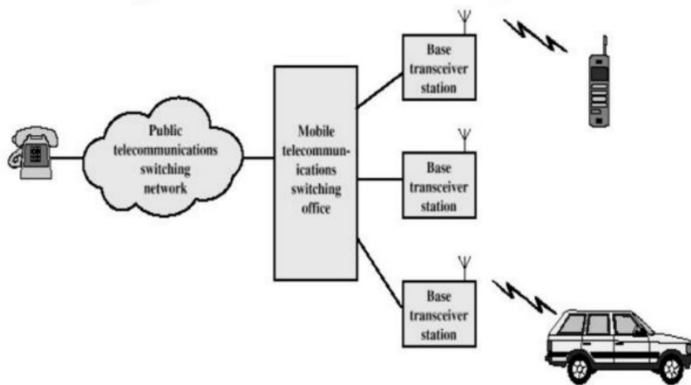 Public
telecommunications
switching
network
Mobile
telecommun-
ications
switching
office
Base
transceiver
station
Base
transceiver
station
Base
transceiver
station